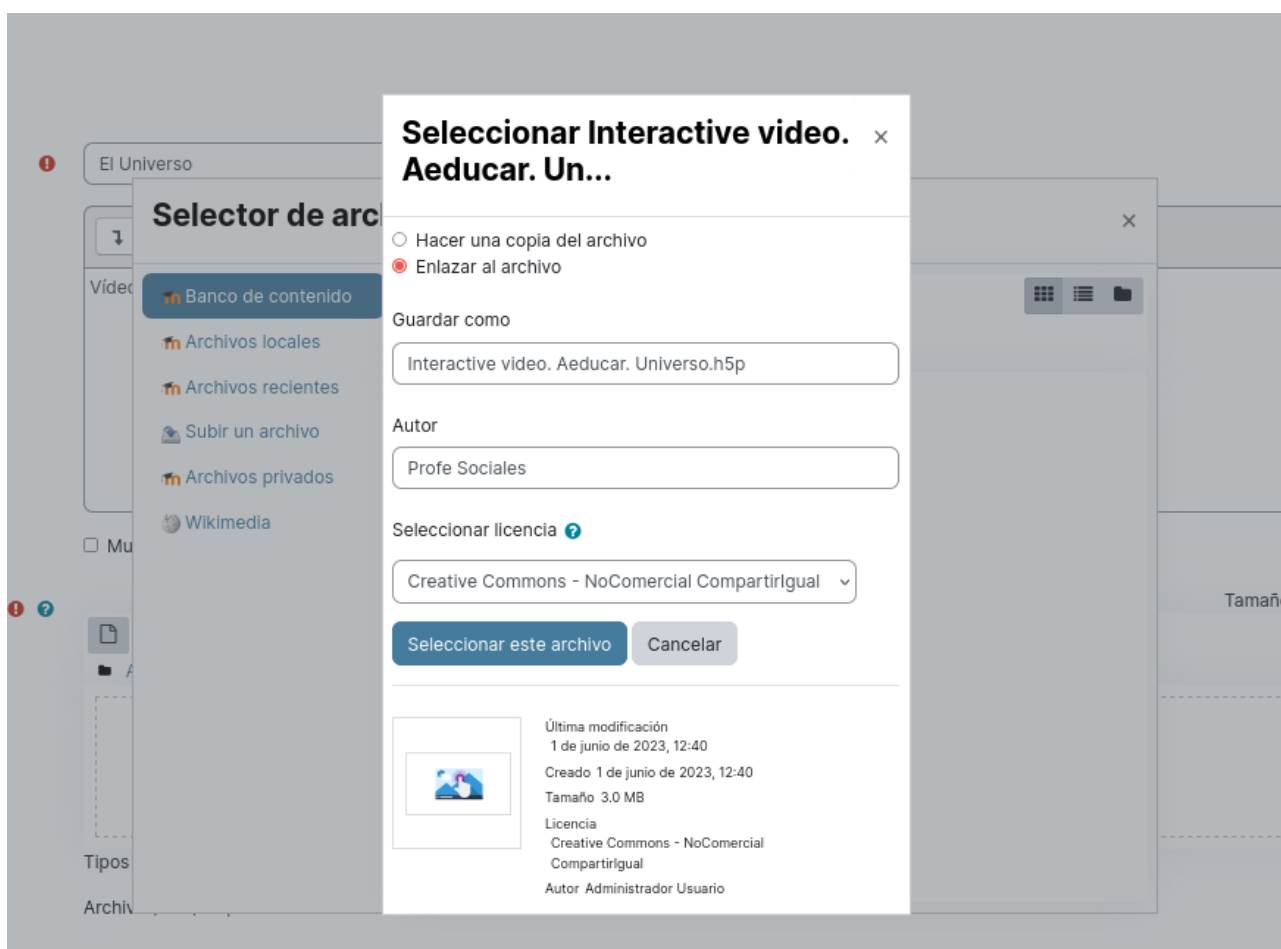 El Universo
Selector de arc
Vídeo
Banco de contenido
Archivos locales
Archivos recientes
Subir un archivo
Archivos privados
Wikimedia
Mu
Tamaño
Tipos
Archiv
Seleccionar Interactive video.
Aeducar. Un...
×
×
Hacer una copia del archivo
Enlazar al archivo
Guardar como
Interactive video. Aeducar. Universo.h5p
Autor
Profe Sociales
Seleccionar licencia
Creative Commons - NoComercial CompartirIgual
Seleccionar este archivo Cancelar
Última modificación
1 de junio de 2023, 12:40
Creado 1 de junio de 2023, 12:40
Tamaño 3.0 MB
Licencia
Creative Commons - NoComercial
CompartirIgual
Autor Administrador Usuario